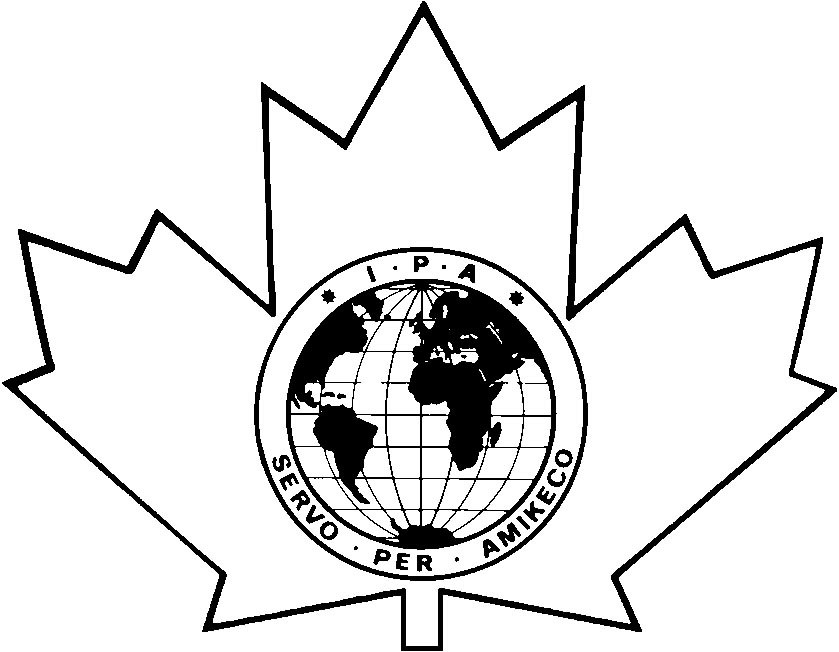 I · P · A
SERVO · PER · AMIKECO